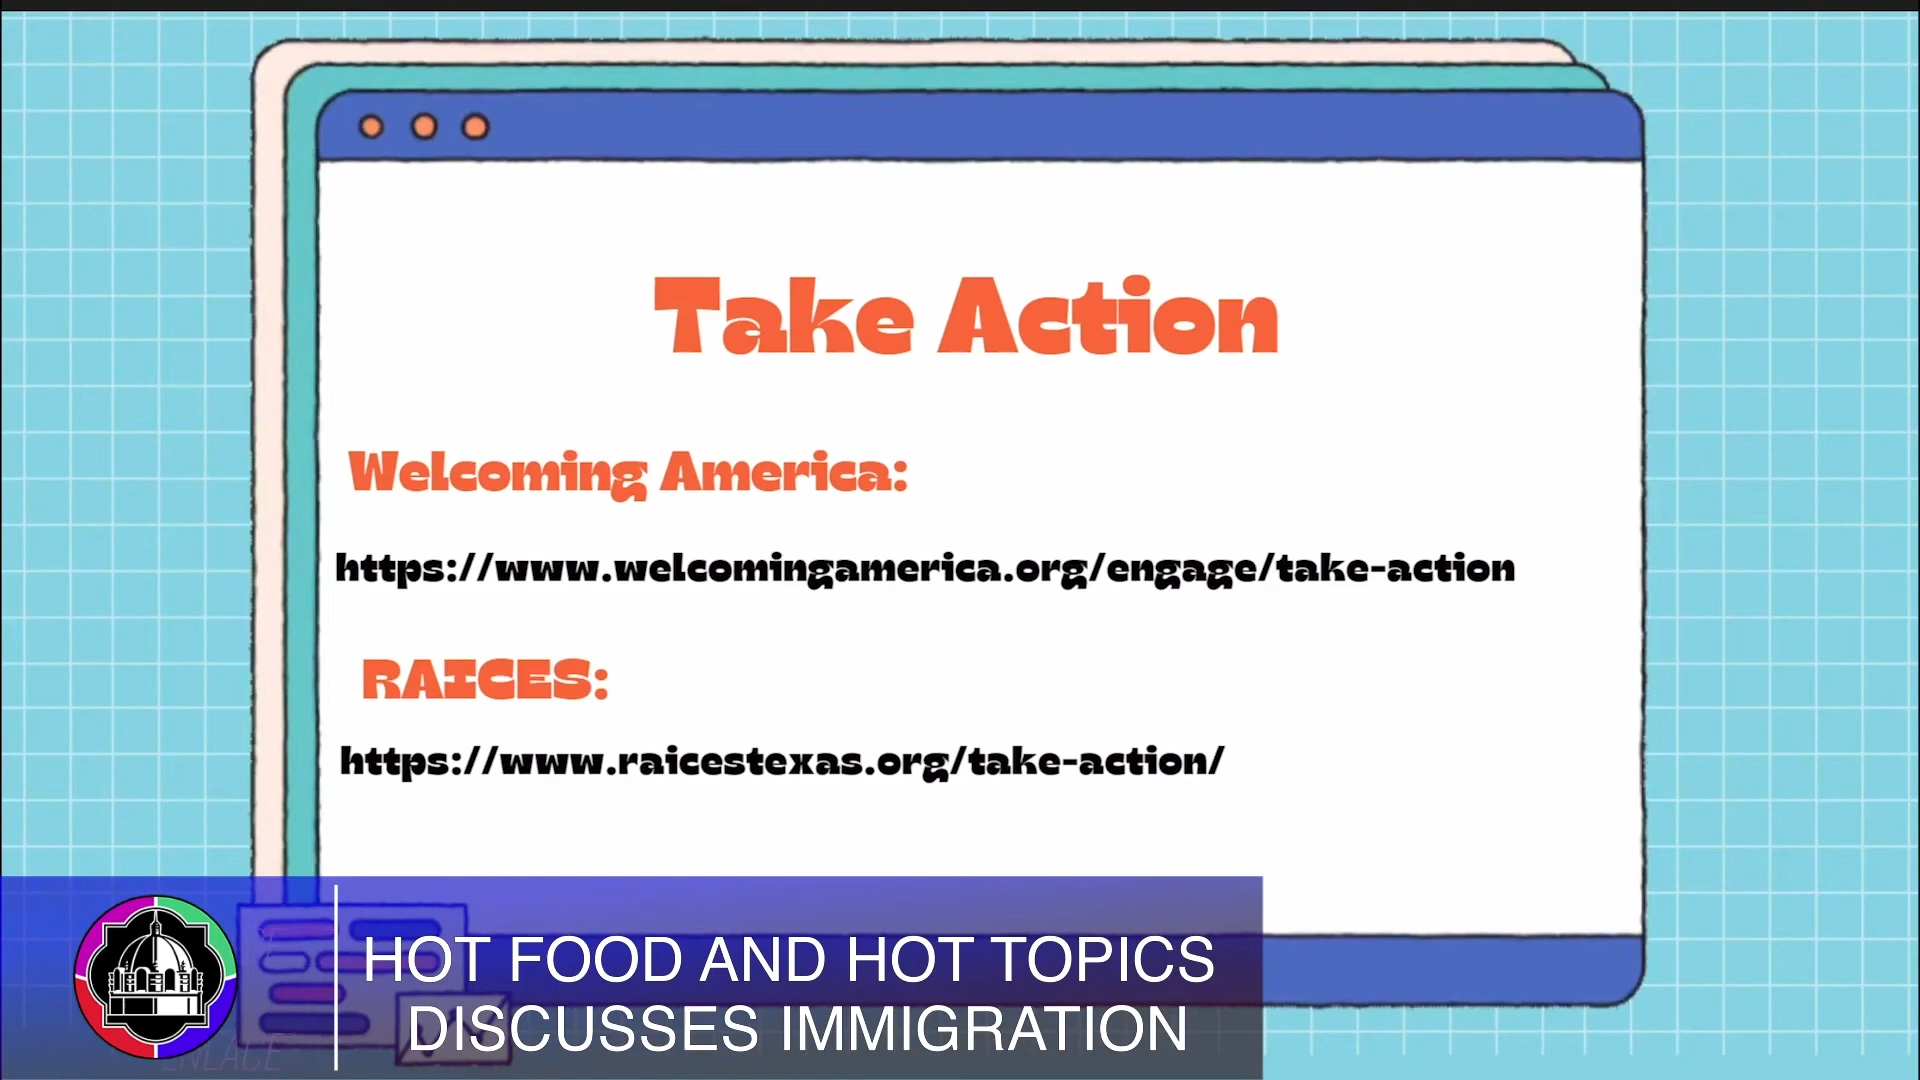 Take Action
Welcoming America:
https://www.welcomingamerica.org/engage/take-action
RAICES:
https://www.raicestexas.org/take-action/
HOT FOOD AND HOT TOPICS
DISCUSSES IMMIGRATION
ENLACE